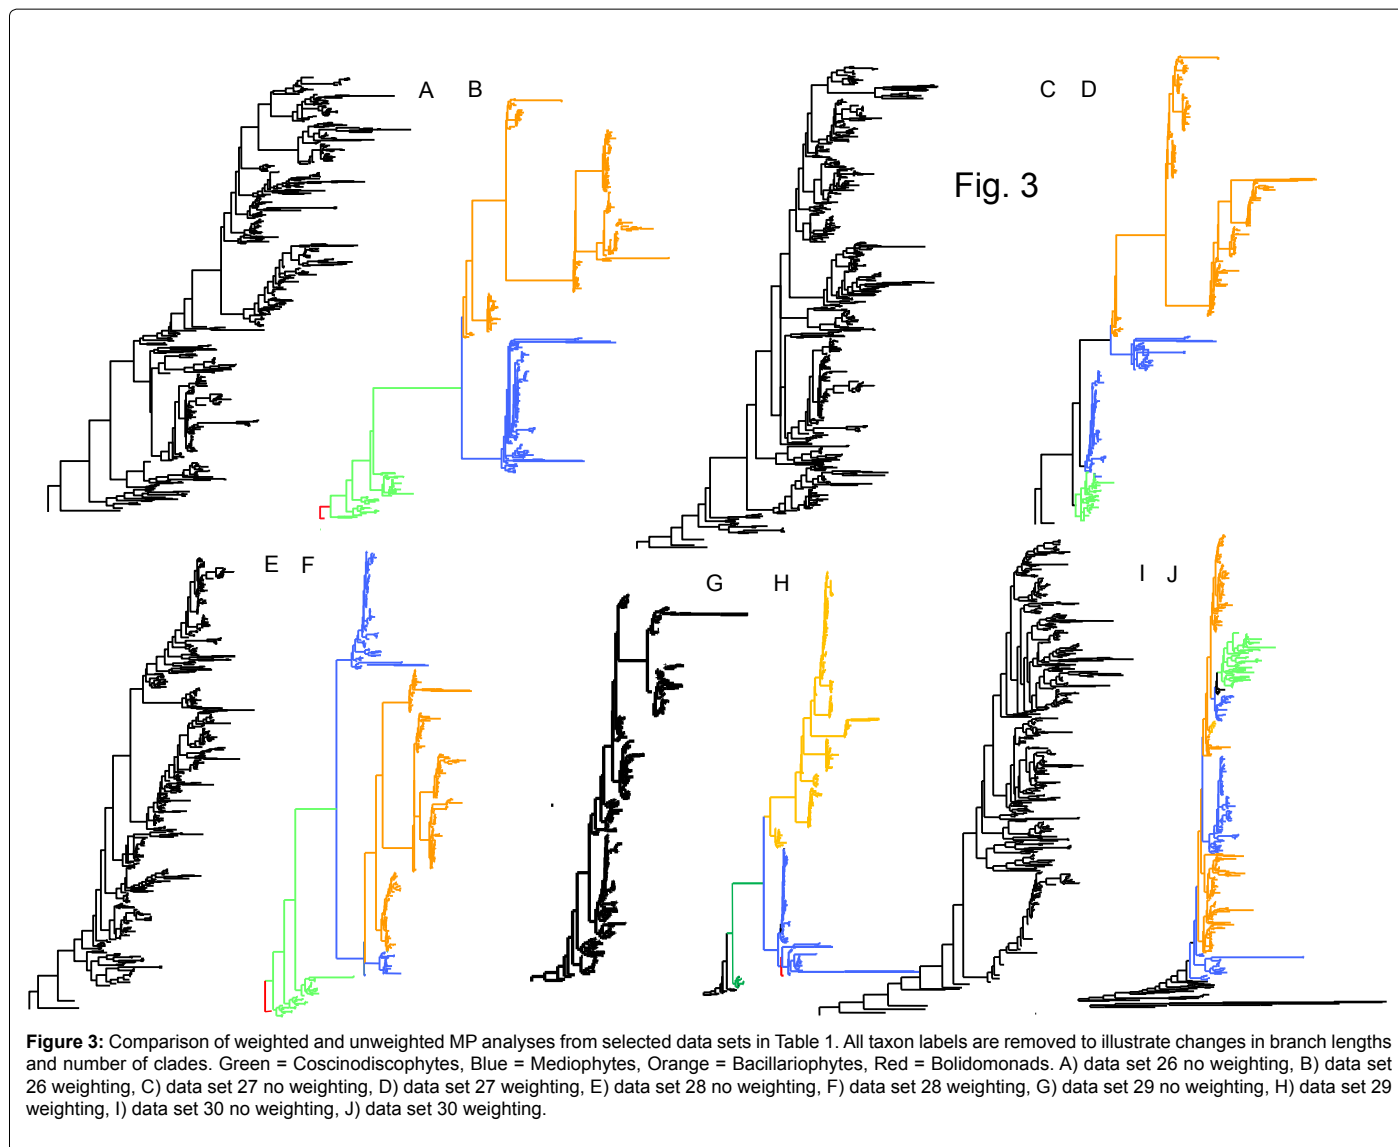 A B
C D
Fig. 3
E F
G H
I J
Figure 3: Comparison of weighted and unweighted MP analyses from selected data sets in Table 1. All taxon labels are removed to illustrate changes in branch lengths
and number of clades. Green = Coscinodiscophytes, Blue = Mediophytes, Orange = Bacillariophytes, Red = Bolidomonads. A) data set 26 no weighting, B) data set
26 weighting, C) data set 27 no weighting, D) data set 27 weighting, E) data set 28 no weighting, F) data set 28 weighting, G) data set 29 no weighting, H) data set 29
weighting, I) data set 30 no weighting, J) data set 30 weighting.